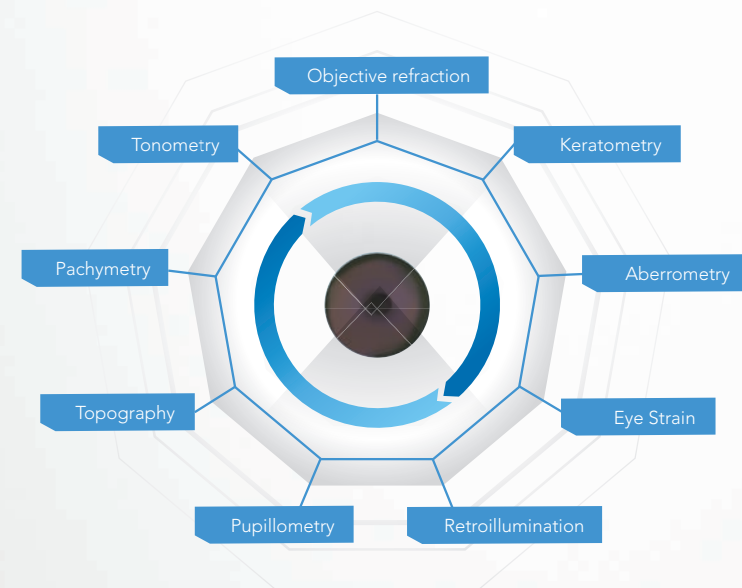 Objective refraction
Tonometry
Keratometry
Pachymetry
Aberrometry
Topography
Eye Strain
Pupillometry
Retroillumination